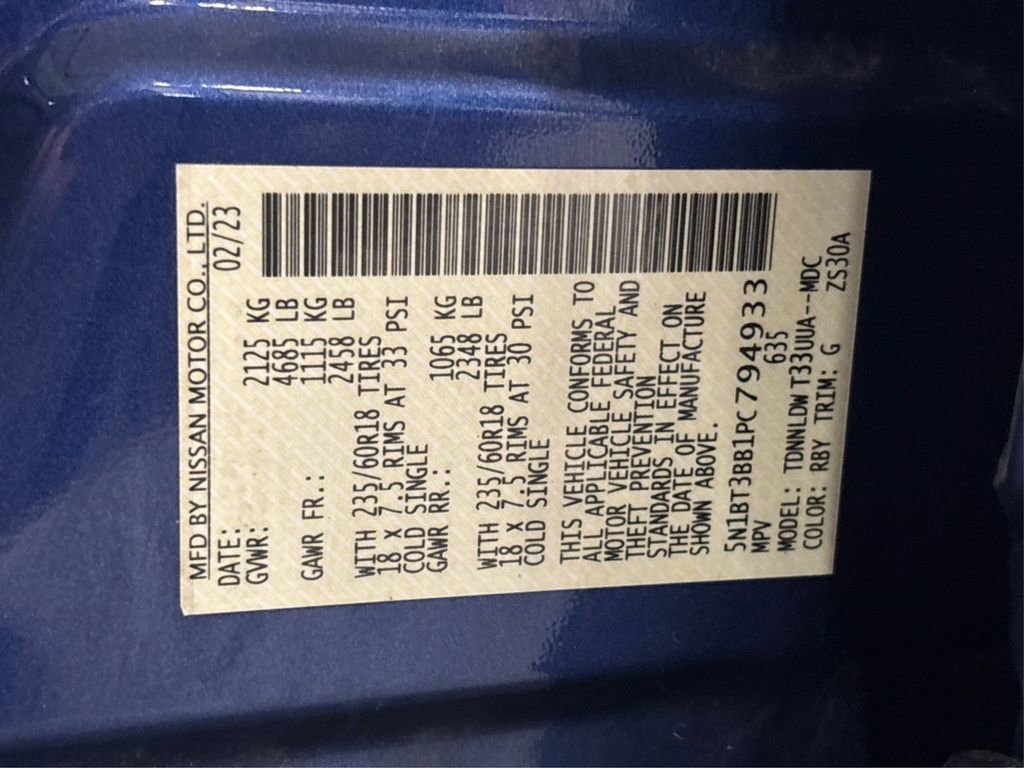 MFD BY NISSAN MOTOR CO., LTD.
DATE: 02/23
GVWR: 2125 KG
4685 LB
GAWR FR.: 1115 KG
2458 LB
WITH 235/60R18 TIRES
18 X 7.5 RIMS AT 33 PSI
COLD SINGLE
GAWR RR.: 1065 KG
2348 LB
WITH 235/60R18 TIRES
18 X 7.5 RIMS AT 30 PSI
COLD SINGLE
THIS VEHICLE CONFORMS TO
ALL APPLICABLE FEDERAL
MOTOR VEHICLE SAFETY AND
THEFT PREVENTION
STANDARDS IN EFFECT ON
THE DATE OF MANUFACTURE
SHOWN ABOVE.
5N1BT3BB1PC794933
MPV 635
MODEL: TDNNLDW T33UUA--MDC
COLOR: RBY TRIM: G ZS30A